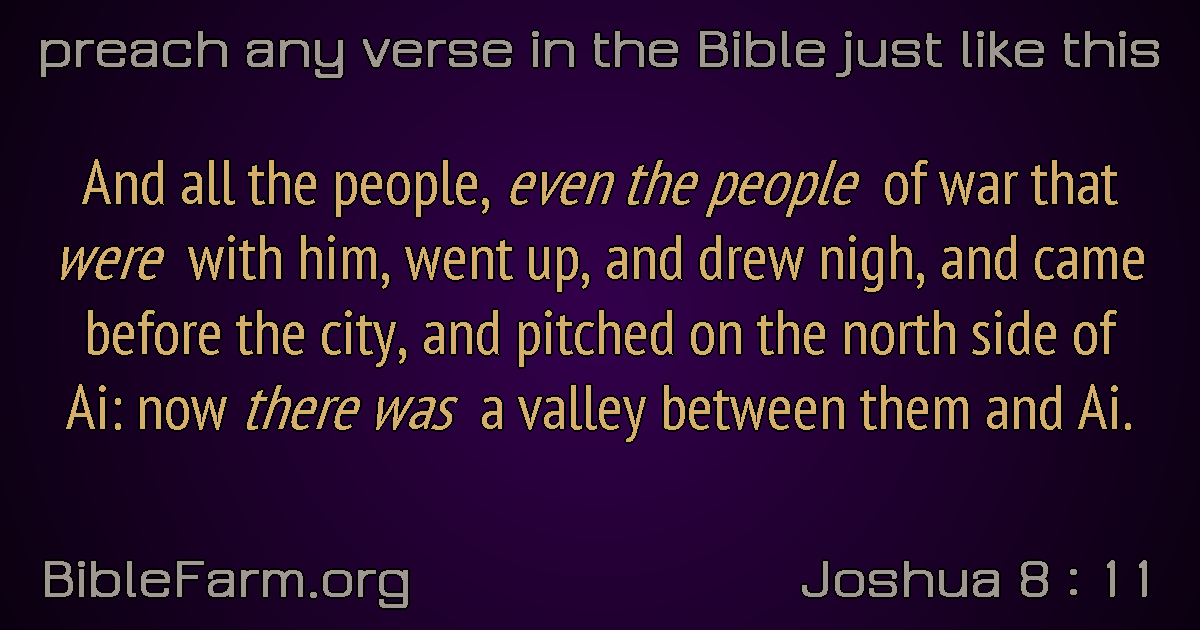 preach any verse in the Bible just like this
And all the people, even the people of war that
were with him, went up, and drew nigh, and came
before the city, and pitched on the north side of
Ai: now there was a valley between them and Ai.
BibleFarm.org
Joshua 8 : 11